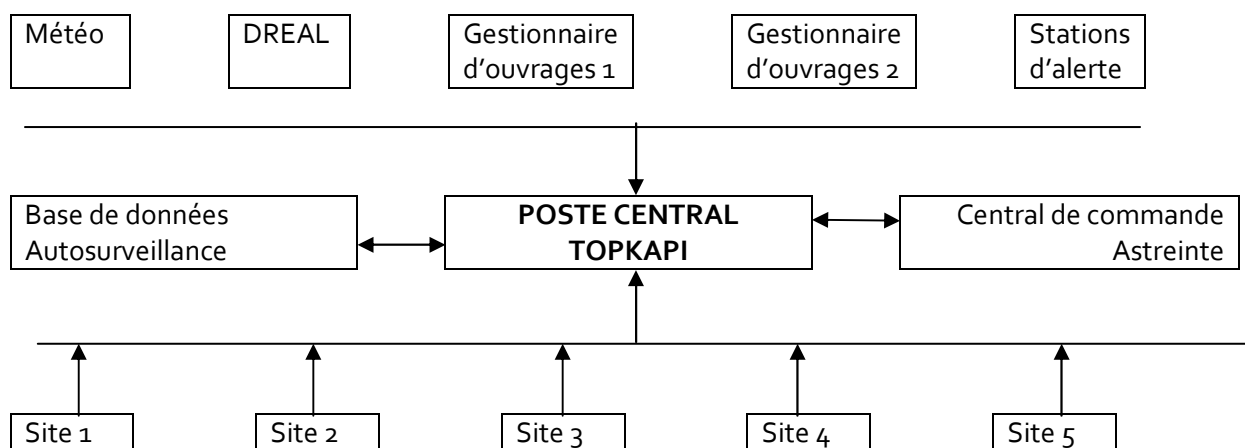 Météo
DREAL
Gestionnaire
d'ouvrages 1
Gestionnaire
d'ouvrages 2
Stations
d'alerte
Base de données
Autosurveillance
POSTE CENTRAL
TOPKAPI
Central de commande
Astreinte
Site 1
Site 2
Site 3
Site 4
Site 5